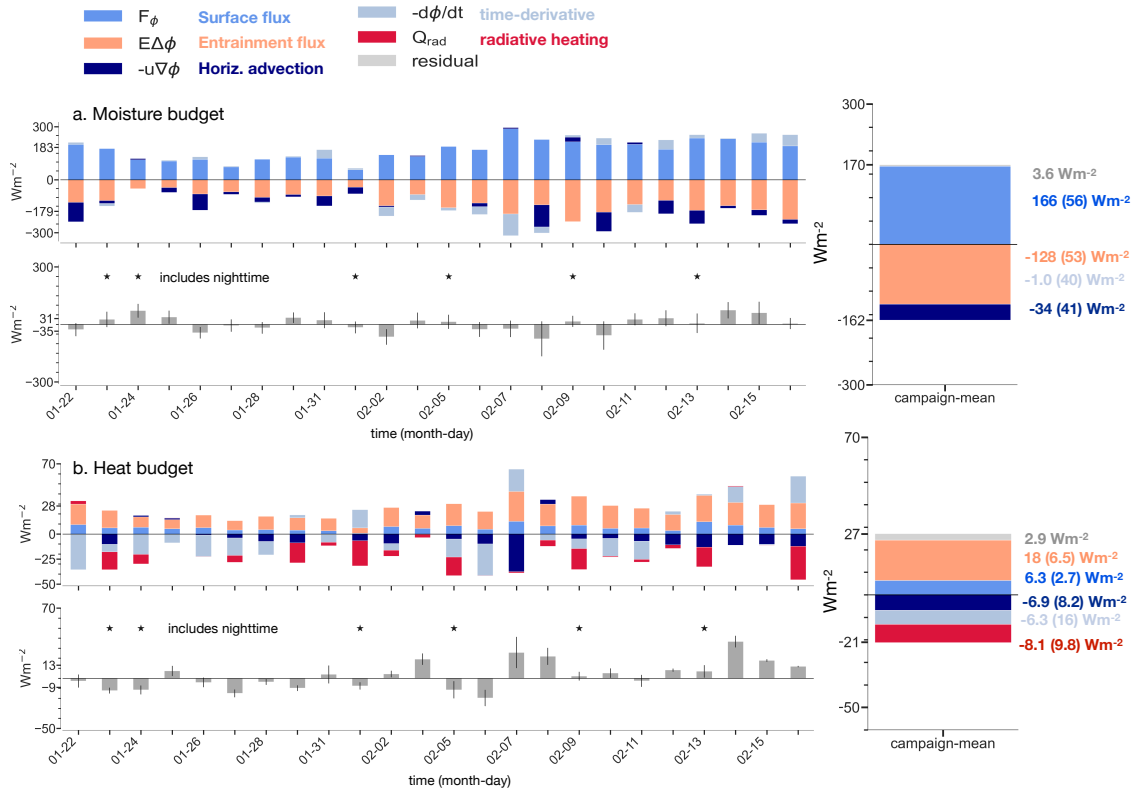 Fϕ Surface flux
EΔϕ Entrainment flux
-u∇ϕ Horiz. advection
-dϕ/dt time-derivative
Qrad radiative heating
residual
a. Moisture budget
Wm−2
300
183
0
−179
−300
★ ★ includes nighttime ★ ★ ★ ★
Wm−2
300
31
−35
−300
01-22 01-24 01-26 01-28 01-29 01-31 02-02 02-05 02-07 02-09 02-11 02-13 02-15
time (month-day)
Wm-2
300
170
-162
-300
3.6 Wm-2
166 (56) Wm-2
-128 (53) Wm-2
-1.0 (40) Wm-2
-34 (41) Wm-2
campaign-mean
b. Heat budget
Wm−2
70
28
0
−25
−50
★ ★ includes nighttime ★ ★ ★ ★
Wm−2
70
13
−9
−50
01-22 01-24 01-26 01-28 01-29 01-31 02-02 02-05 02-07 02-09 02-11 02-13 02-15
time (month-day)
Wm-2
70
27
-21
-50
2.9 Wm-2
18 (6.5) Wm-2
6.3 (2.7) Wm-2
-6.9 (8.2) Wm-2
-6.3 (16) Wm-2
-8.1 (9.8) Wm-2
campaign-mean